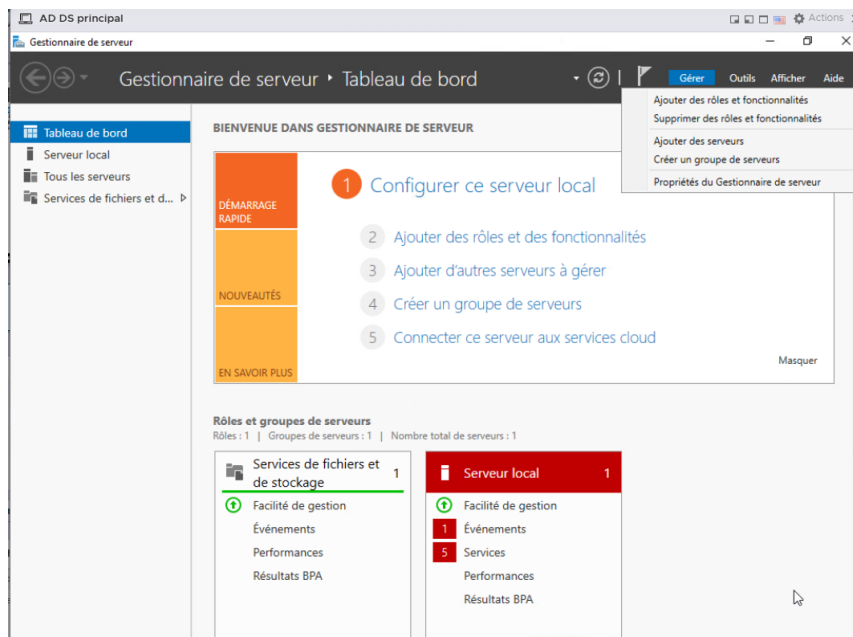 AD DS principal
Actions
Gestionnaire de serveur
Gestionnaire de serveur ‣ Tableau de bord
Gérer Outils Afficher Aide
Ajouter des rôles et fonctionnalités
Supprimer des rôles et fonctionnalités
Ajouter des serveurs
Créer un groupe de serveurs
Propriétés du Gestionnaire de serveur
Tableau de bord
Serveur local
Tous les serveurs
Services de fichiers et d...
BIENVENUE DANS GESTIONNAIRE DE SERVEUR
DÉMARRAGE
RAPIDE
NOUVEAUTÉS
EN SAVOIR PLUS
1 Configurer ce serveur local
2 Ajouter des rôles et des fonctionnalités
3 Ajouter d'autres serveurs à gérer
4 Créer un groupe de serveurs
5 Connecter ce serveur aux services cloud
Masquer
Rôles et groupes de serveurs
Rôles : 1 | Groupes de serveurs : 1 | Nombre total de serveurs : 1
Services de fichiers et
de stockage 1
Facilité de gestion
Événements
Performances
Résultats BPA
Serveur local 1
Facilité de gestion
1 Événements
5 Services
Performances
Résultats BPA